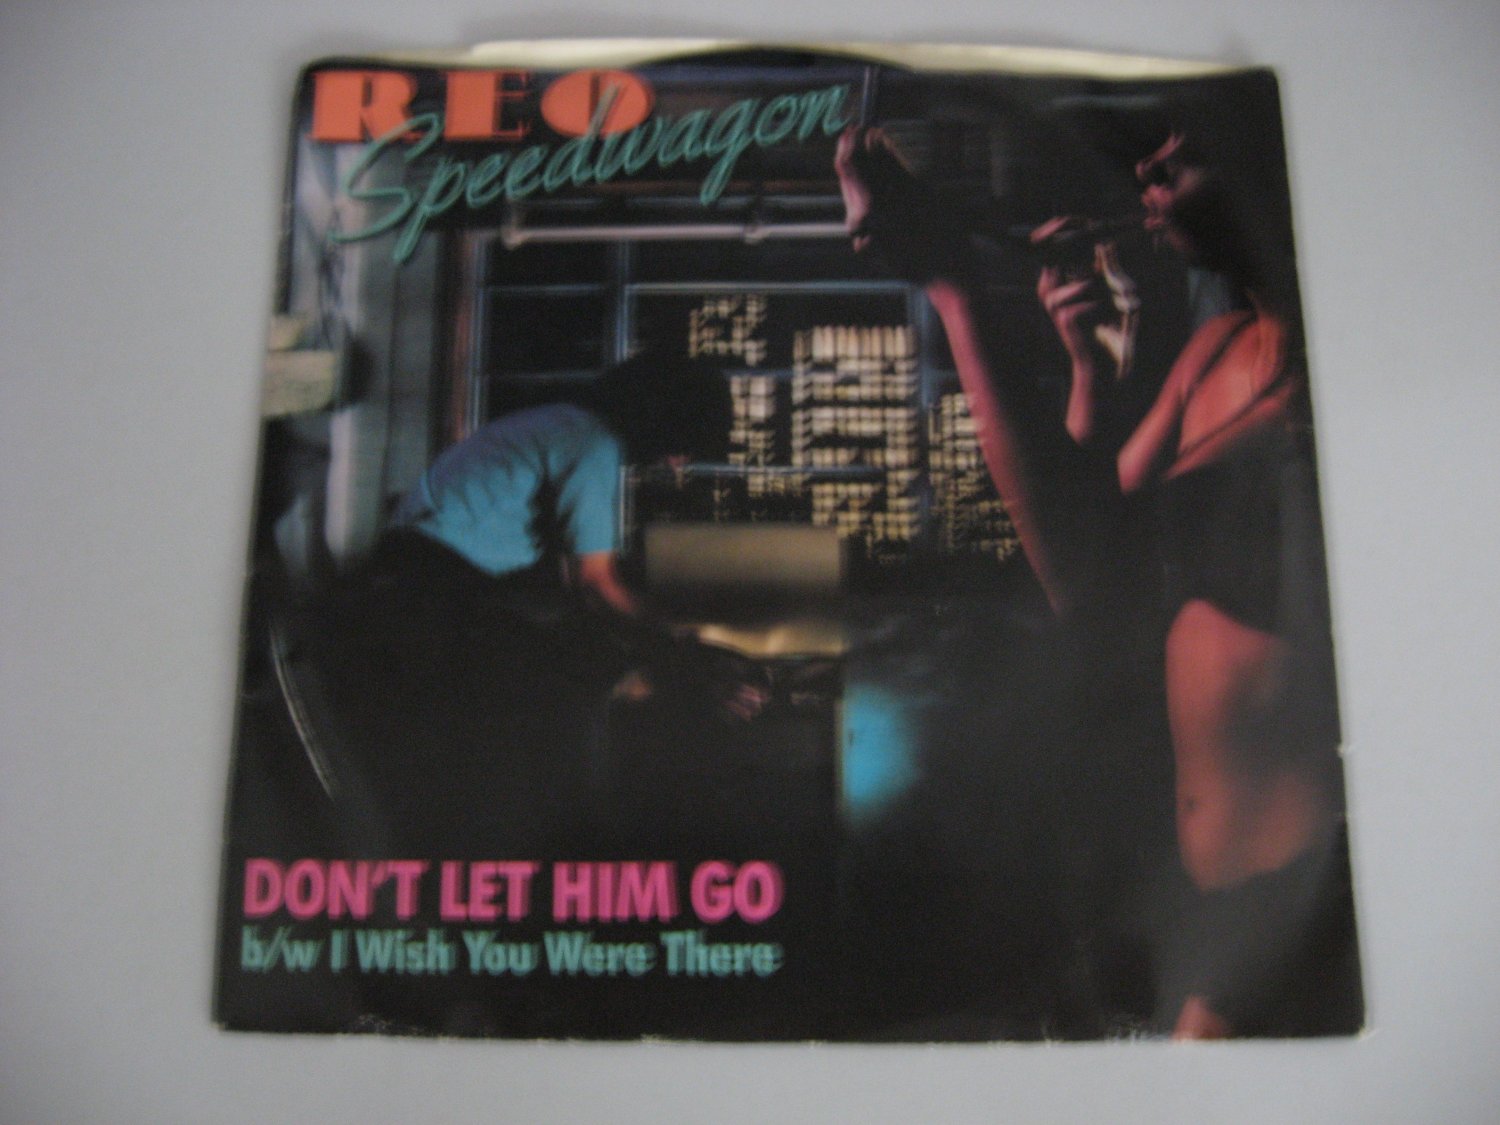 REO
Speedwagon
DON'T LET HIM GO
b/w I Wish You Were There